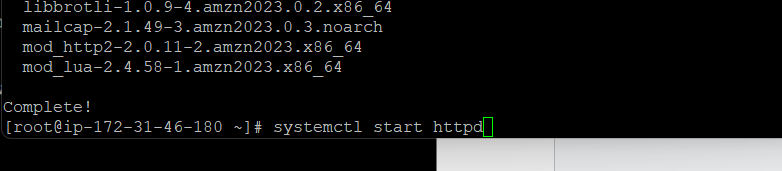 libbrotli-1.0.9-4.amzn2023.0.2.x86_64
mailcap-2.1.49-3.amzn2023.0.3.noarch
mod_http2-2.0.11-2.amzn2023.x86_64
mod_lua-2.4.58-1.amzn2023.x86_64
Complete!
[root@ip-172-31-46-180 ~]# systemctl start httpd